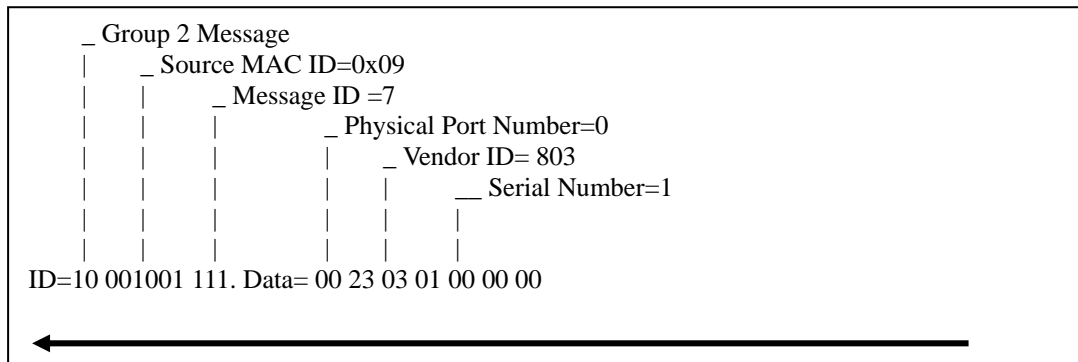 _ Group 2 Message
| _ Source MAC ID=0x09
| | _ Message ID =7
| | | _ Physical Port Number=0
| | | | _ Vendor ID= 803
| | | | | __ Serial Number=1
| | | | | |
| | | | | |
ID=10 001001 111. Data= 00 23 03 01 00 00 00